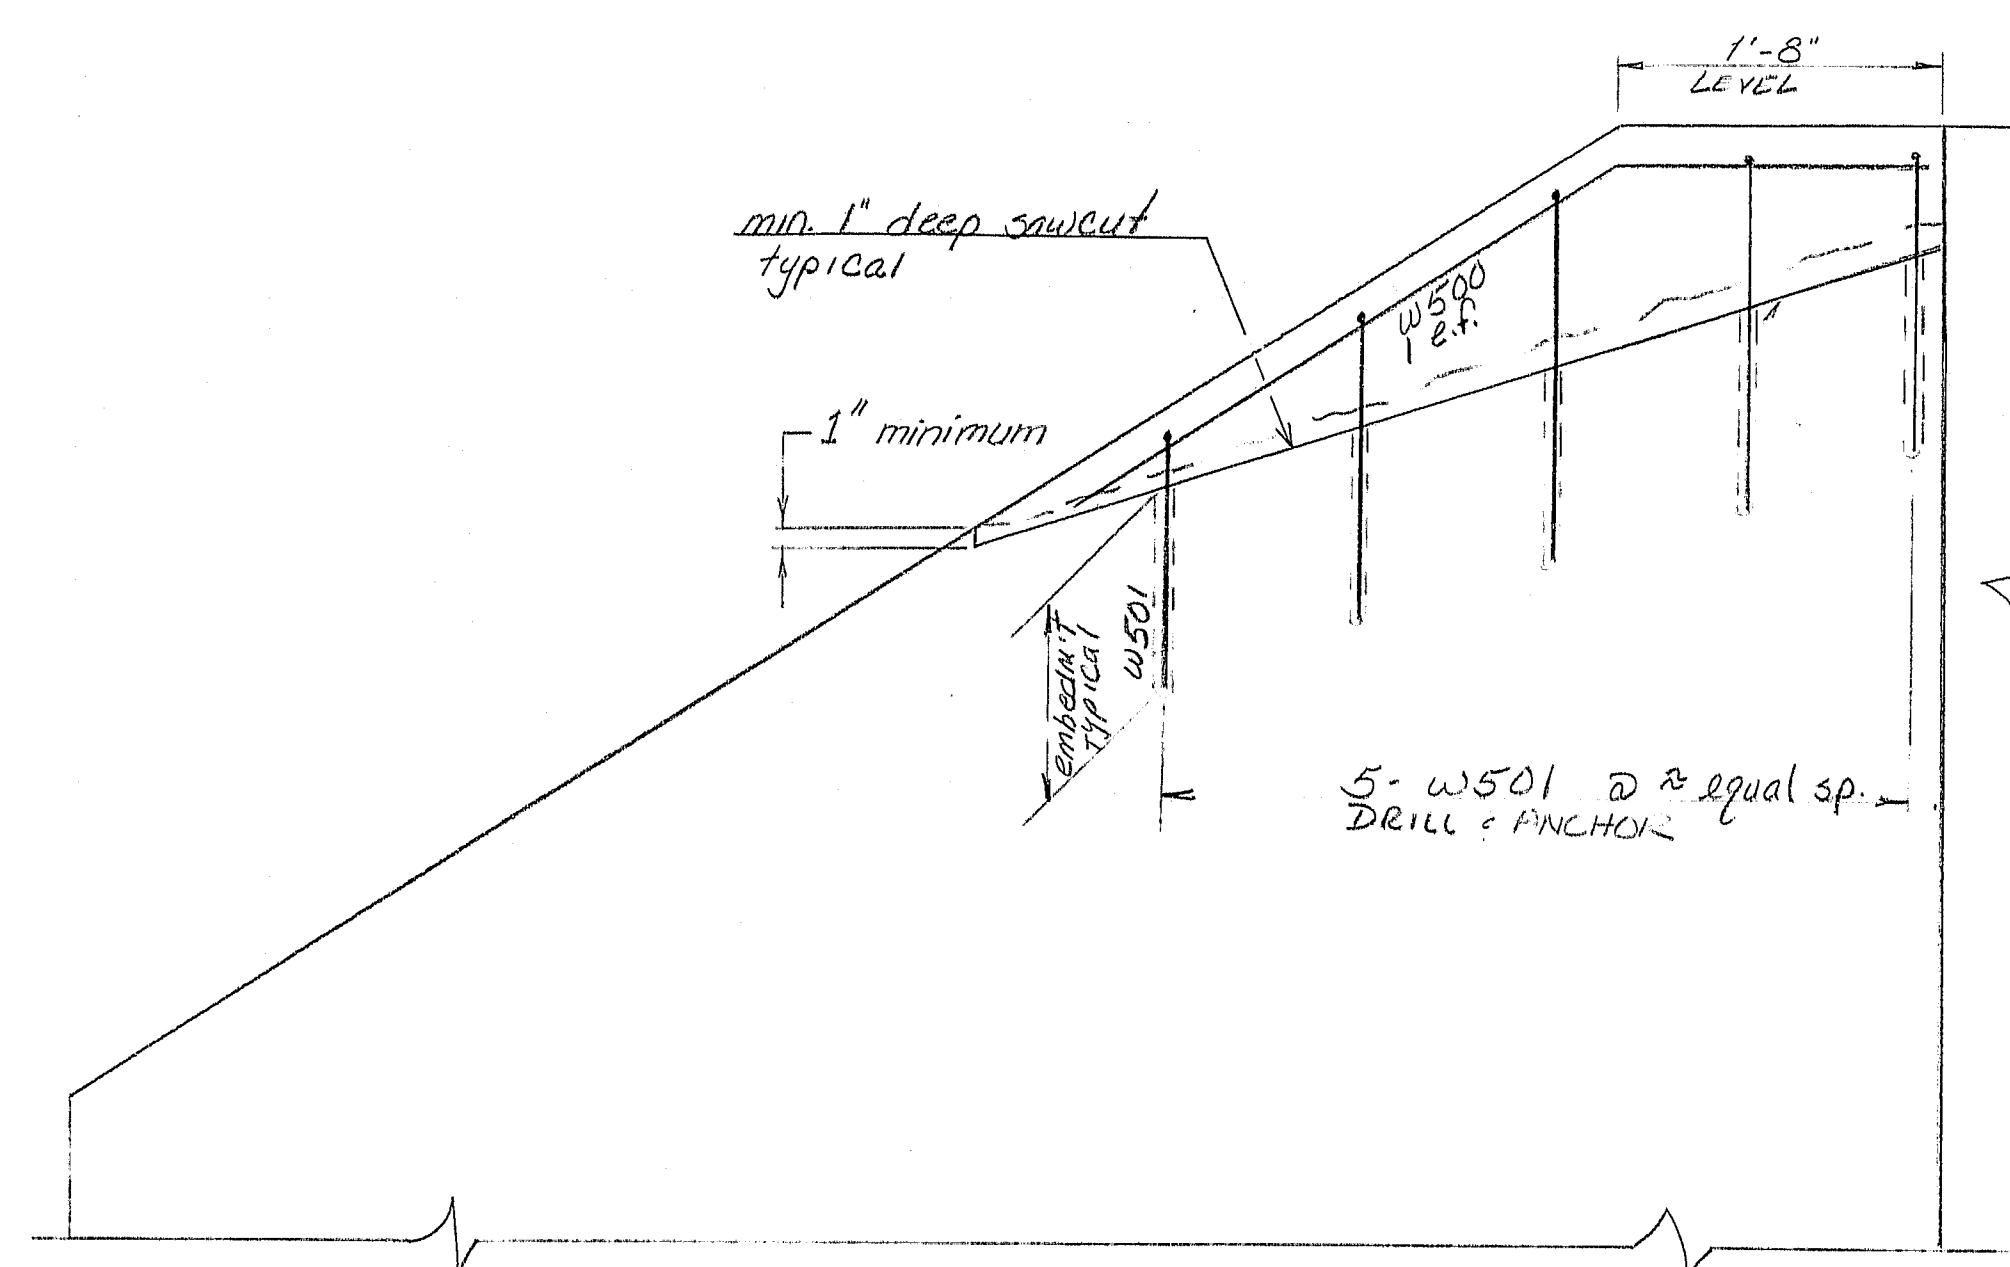 1'-8"
LEVEL
min. 1" deep sawcut
typical
W500
1 e.f.
1" minimum
embedm't
typical
W501
5- W501 @ ≈ equal sp.
DRILL & ANCHOR